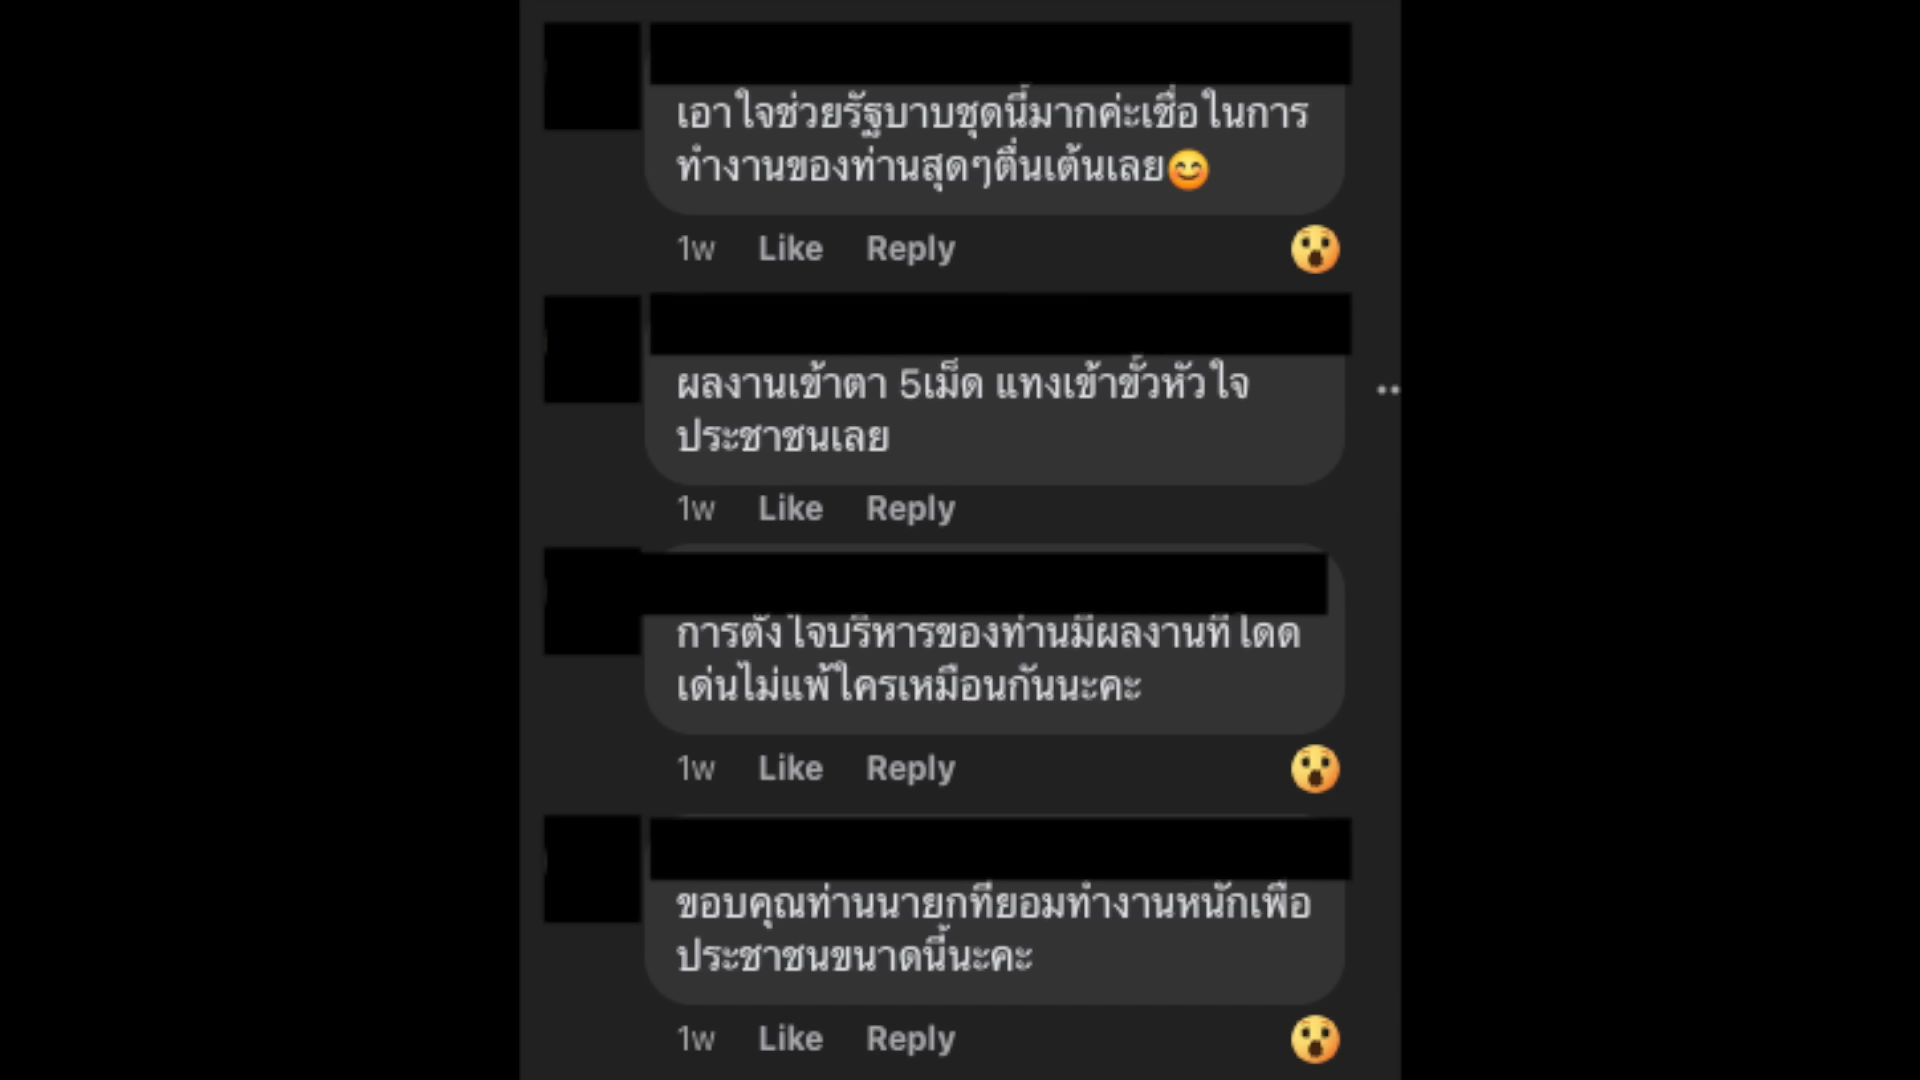 เอาใจช่วยรัฐบาบชุดนี้มากค่ะเชื่อในการ
ทำงานของท่านสุดๆตื่นเต้นเลย😊
1w Like Reply
ผลงานเข้าตา 5เม็ด แทงเข้าขั้วหัวใจ
ประชาชนเลย
1w Like Reply
การตั้งใจบริหารของท่านมีผลงานที่โดด
เด่นไม่แพ้ใครเหมือนกันนะคะ
1w Like Reply
ขอบคุณท่านนายกที่ยอมทำงานหนักเพื่อ
ประชาชนขนาดนี้นะคะ
1w Like Reply